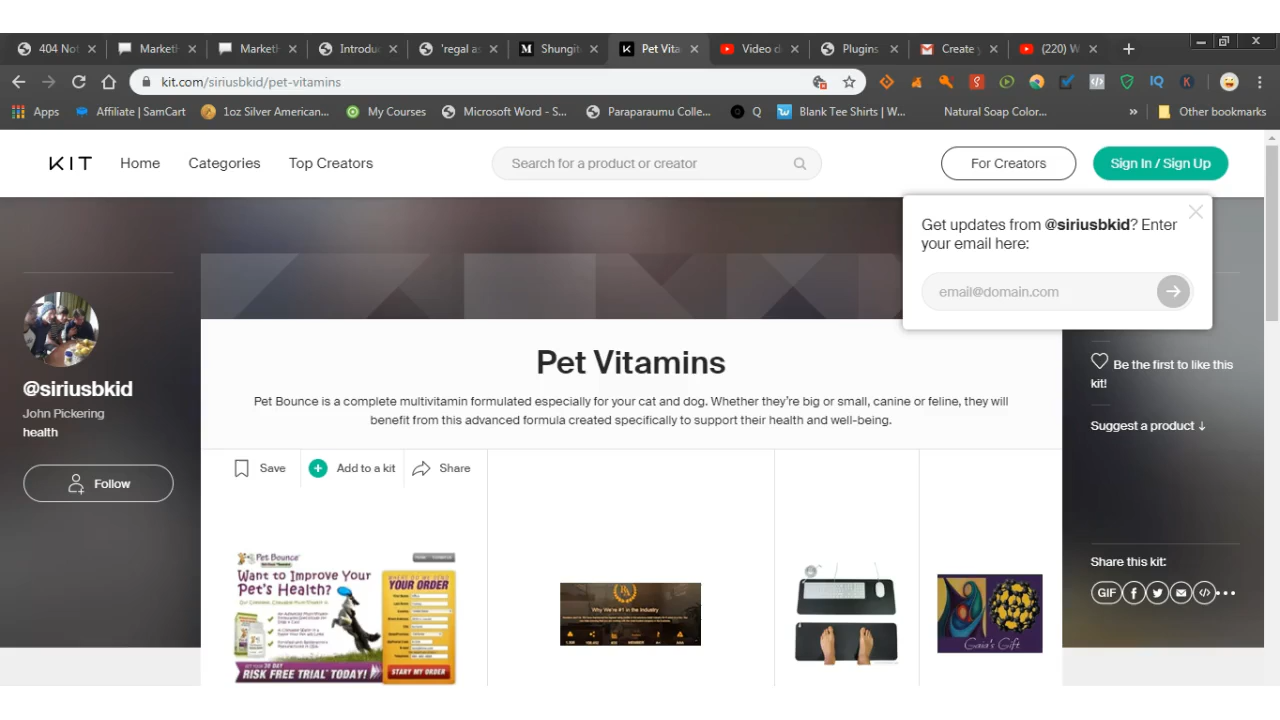 404 Not
Market
Market
Introdu
'regal as
Shungit
Pet Vita
Video d
Plugins
Create y
(220) W
kit.com/siriusbkid/pet-vitamins
Apps
Affiliate | SamCart
1oz Silver American...
My Courses
Microsoft Word - S...
Paraparaumu Colle...
Q
Blank Tee Shirts | W...
Natural Soap Color...
»
Other bookmarks
KIT
Home
Categories
Top Creators
Search for a product or creator
For Creators
Sign In / Sign Up
Get updates from @siriusbkid? Enter
your email here:
email@domain.com
@siriusbkid
John Pickering
health
Follow
Pet Vitamins
Pet Bounce is a complete multivitamin formulated especially for your cat and dog. Whether they're big or small, canine or feline, they will
benefit from this advanced formula created specifically to support their health and well-being.
Be the first to like this
kit!
Suggest a product ↓
Save
Add to a kit
Share
Share this kit:
GIF
Pet Bounce
Want to Improve Your
Pet's Health?
YOUR ORDER
RISK FREE TRIAL TODAY!
START MY ORDER
Why We're #1 in the Industry
Gaia's Gift